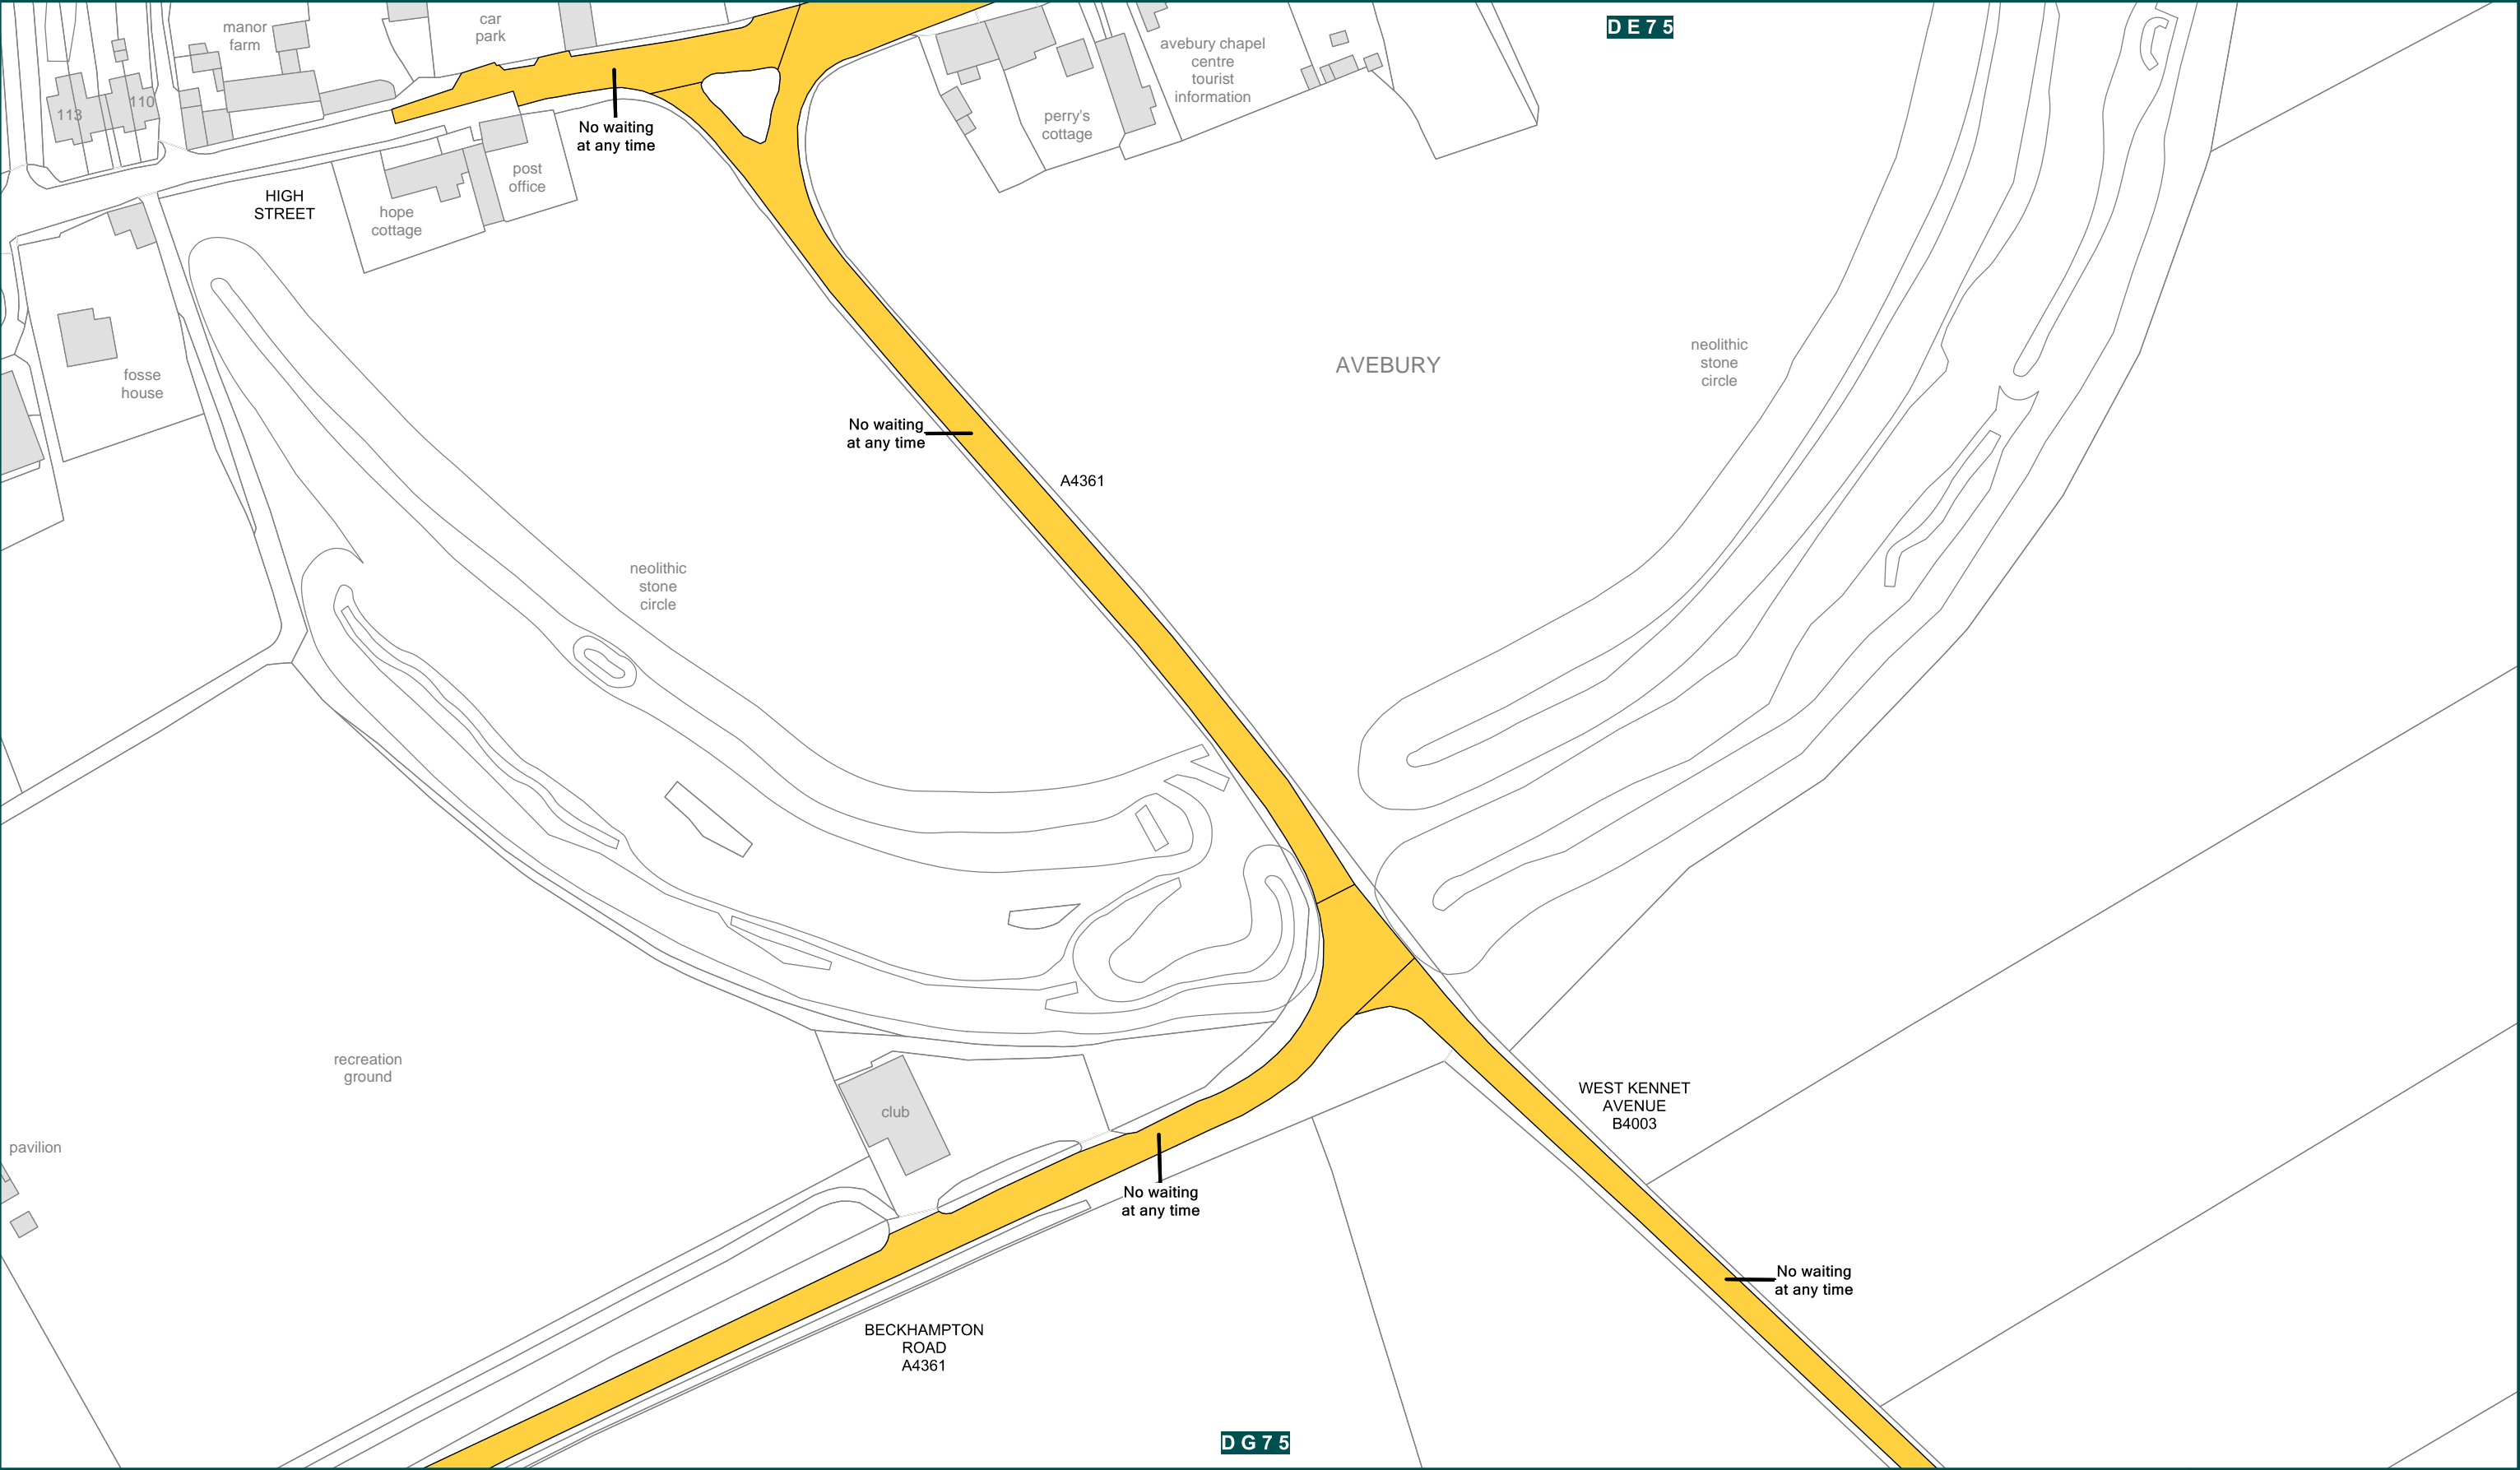 DE75
manor
farm
car
park
avebury chapel
centre
tourist
information
113
110
perry's
cottage
No waiting
at any time
post
office
HIGH
STREET
hope
cottage
fosse
house
AVEBURY
neolithic
stone
circle
No waiting
at any time
A4361
neolithic
stone
circle
recreation
ground
club
WEST KENNET
AVENUE
B4003
pavilion
No waiting
at any time
No waiting
at any time
BECKHAMPTON
ROAD
A4361
DG75